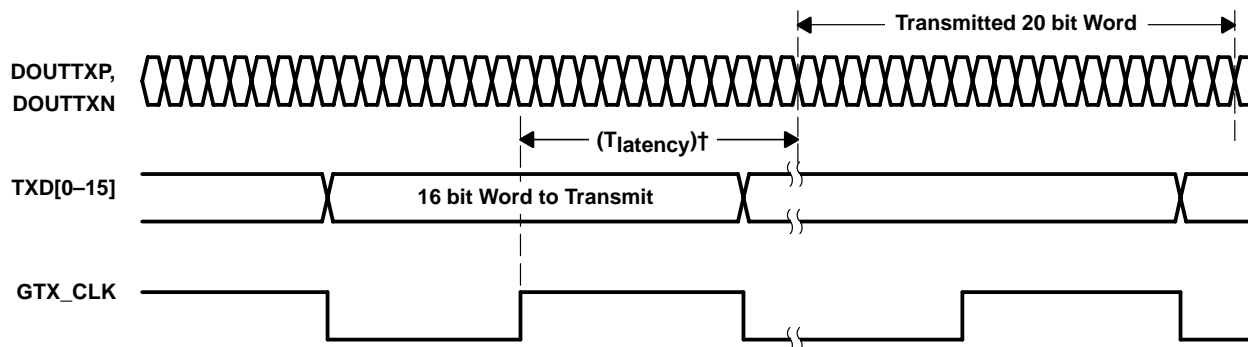 Transmitted 20 bit Word
DOUTTXP,
DOUTTXN
(Tlatency)†
TXD[0–15]
16 bit Word to Transmit
GTX_CLK